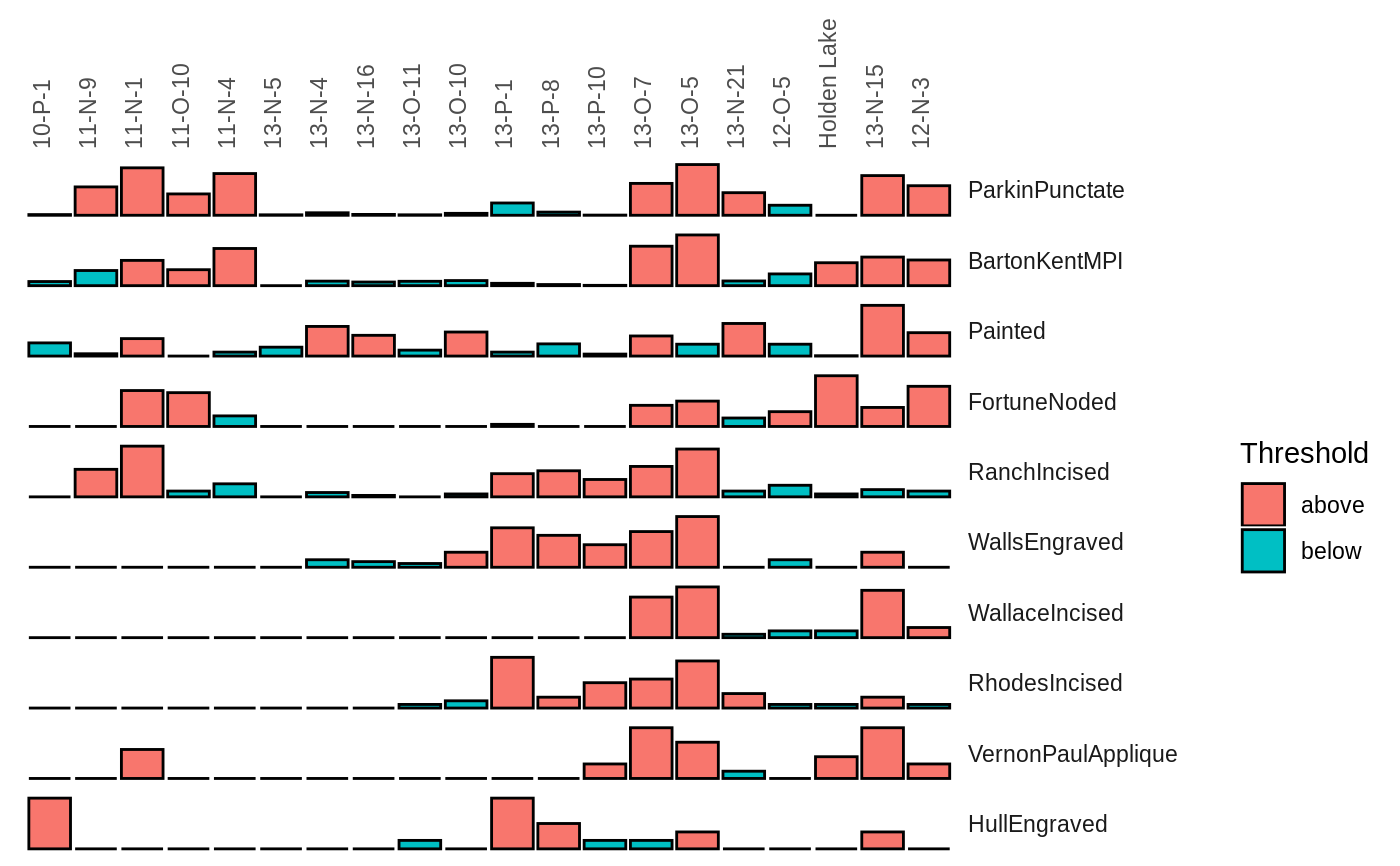 10-P-1
11-N-9
11-N-1
11-O-10
11-N-4
13-N-5
13-N-4
13-N-16
13-O-11
13-O-10
13-P-1
13-P-8
13-P-10
13-O-7
13-O-5
13-N-21
12-O-5
Holden Lake
13-N-15
12-N-3
ParkinPunctate
BartonKentMPI
Painted
FortuneNoded
RanchIncised
WallsEngraved
WallaceIncised
RhodesIncised
VernonPaulApplique
HullEngraved
Threshold
above
below